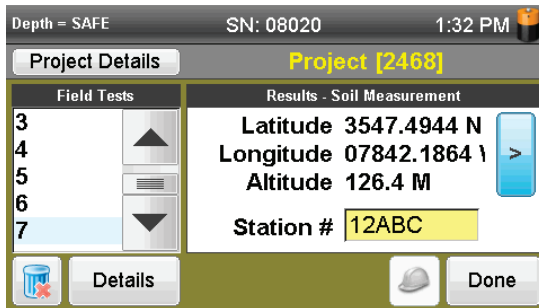 Depth = SAFE SN: 08020 1:32 PM
Project Details Project [2468]
Field Tests Results - Soil Measurement
3
4
5
6
7
Latitude 3547.4944 N
Longitude 07842.1864 \
Altitude 126.4 M
Station # 12ABC
>
Details Done